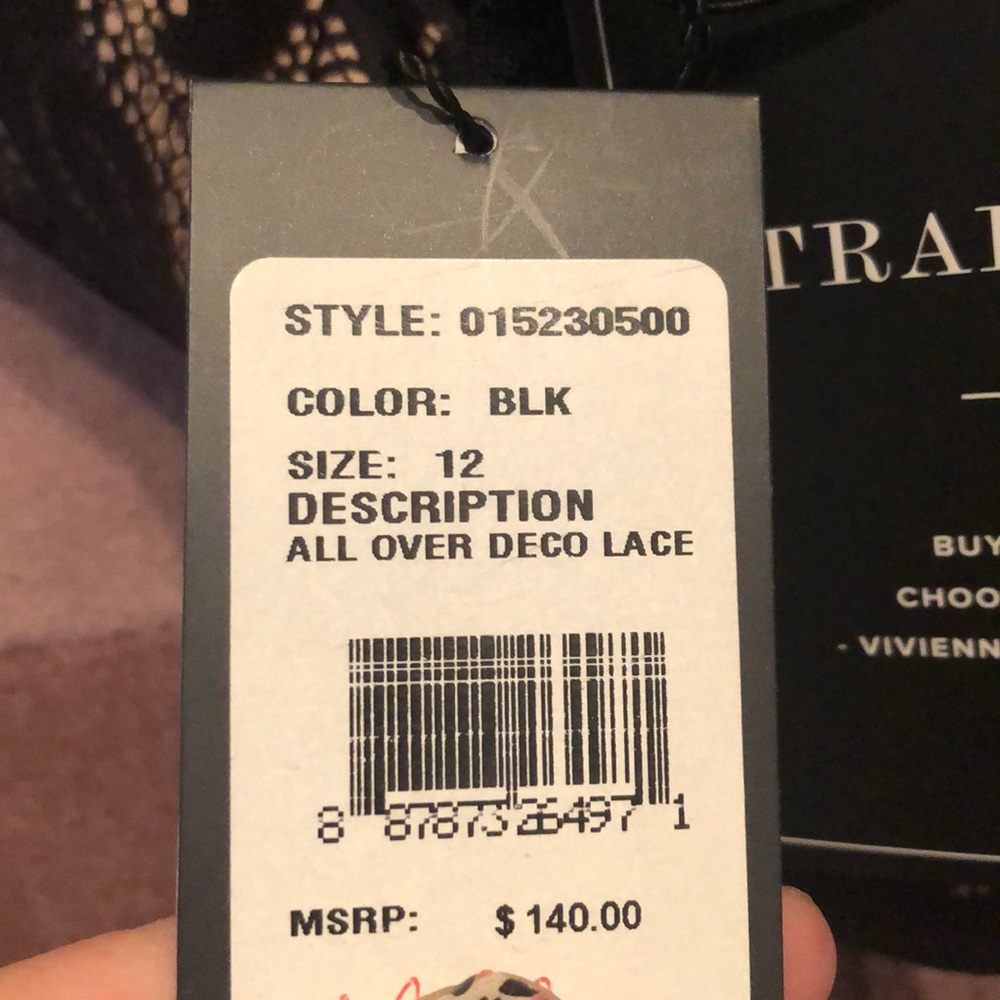 STYLE: 015230500
COLOR: BLK
SIZE: 12
DESCRIPTION
ALL OVER DECO LACE
8 87873 26497 1
MSRP: $ 140.00
TRA
BUY
CHOO
- VIVIENN